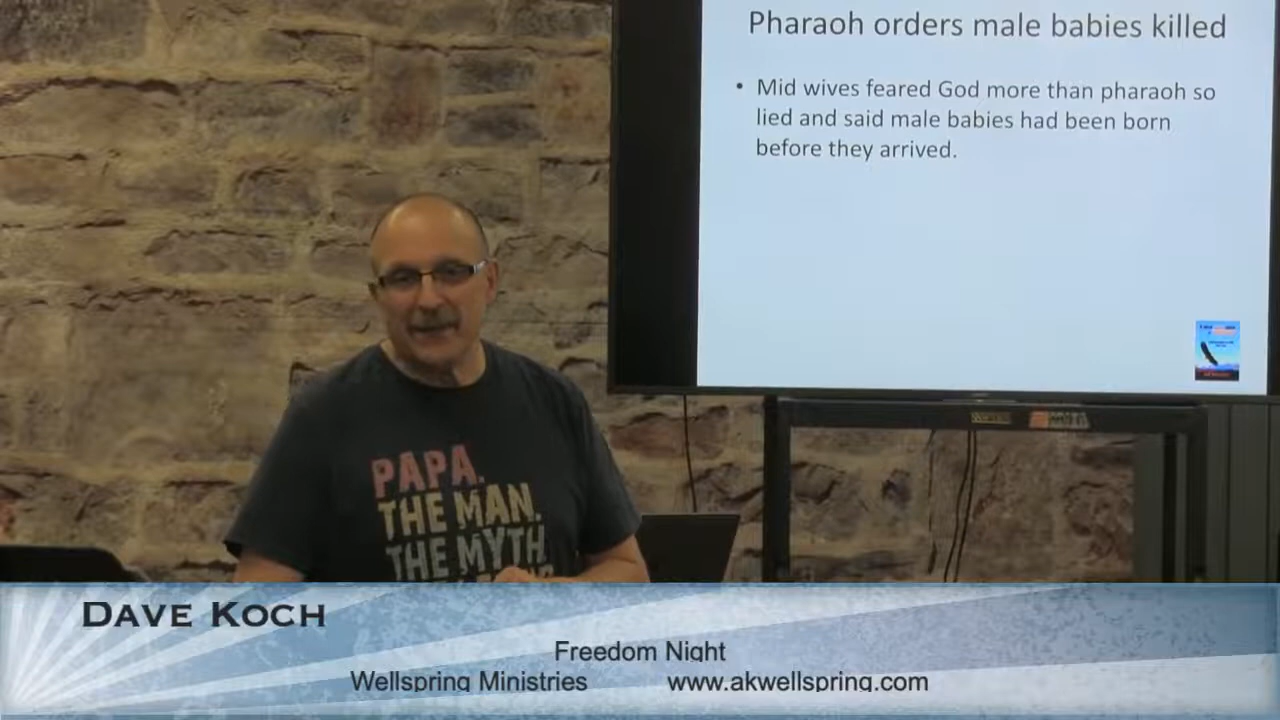 Pharaoh orders male babies killed
• Mid wives feared God more than pharaoh so
lied and said male babies had been born
before they arrived.
PAPA.
THE MAN.
THE MYTH
DAVE KOCH
Freedom Night
Wellspring Ministries www.akwellspring.com